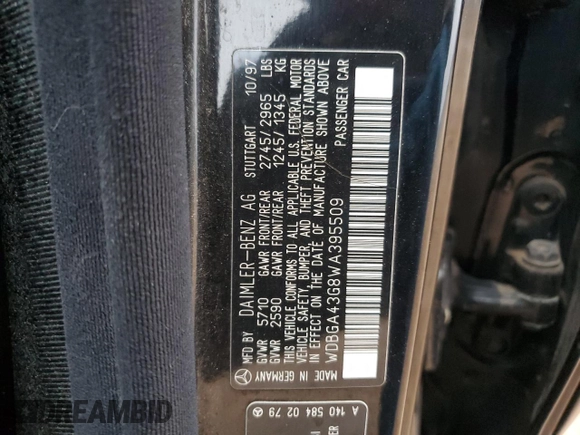 MFD BY DAIMLER-BENZ AG STUTTGART 10/97
GVWR 5710 GAWR FRONT/REAR 2745/2965 LBS
GVWR 2590 GAWR FRONT/REAR 1245/1345 KG
THIS VEHICLE CONFORMS TO ALL APPLICABLE U.S. FEDERAL MOTOR
VEHICLE SAFETY, BUMPER, AND THEFT PREVENTION STANDARDS
IN EFFECT ON DATE OF MANUFACTURE SHOWN ABOVE
WDBGA43G8WA395509 PASSENGER CAR
MADE IN GERMANY
A 140 584 02 79
IDREAMBID.COM